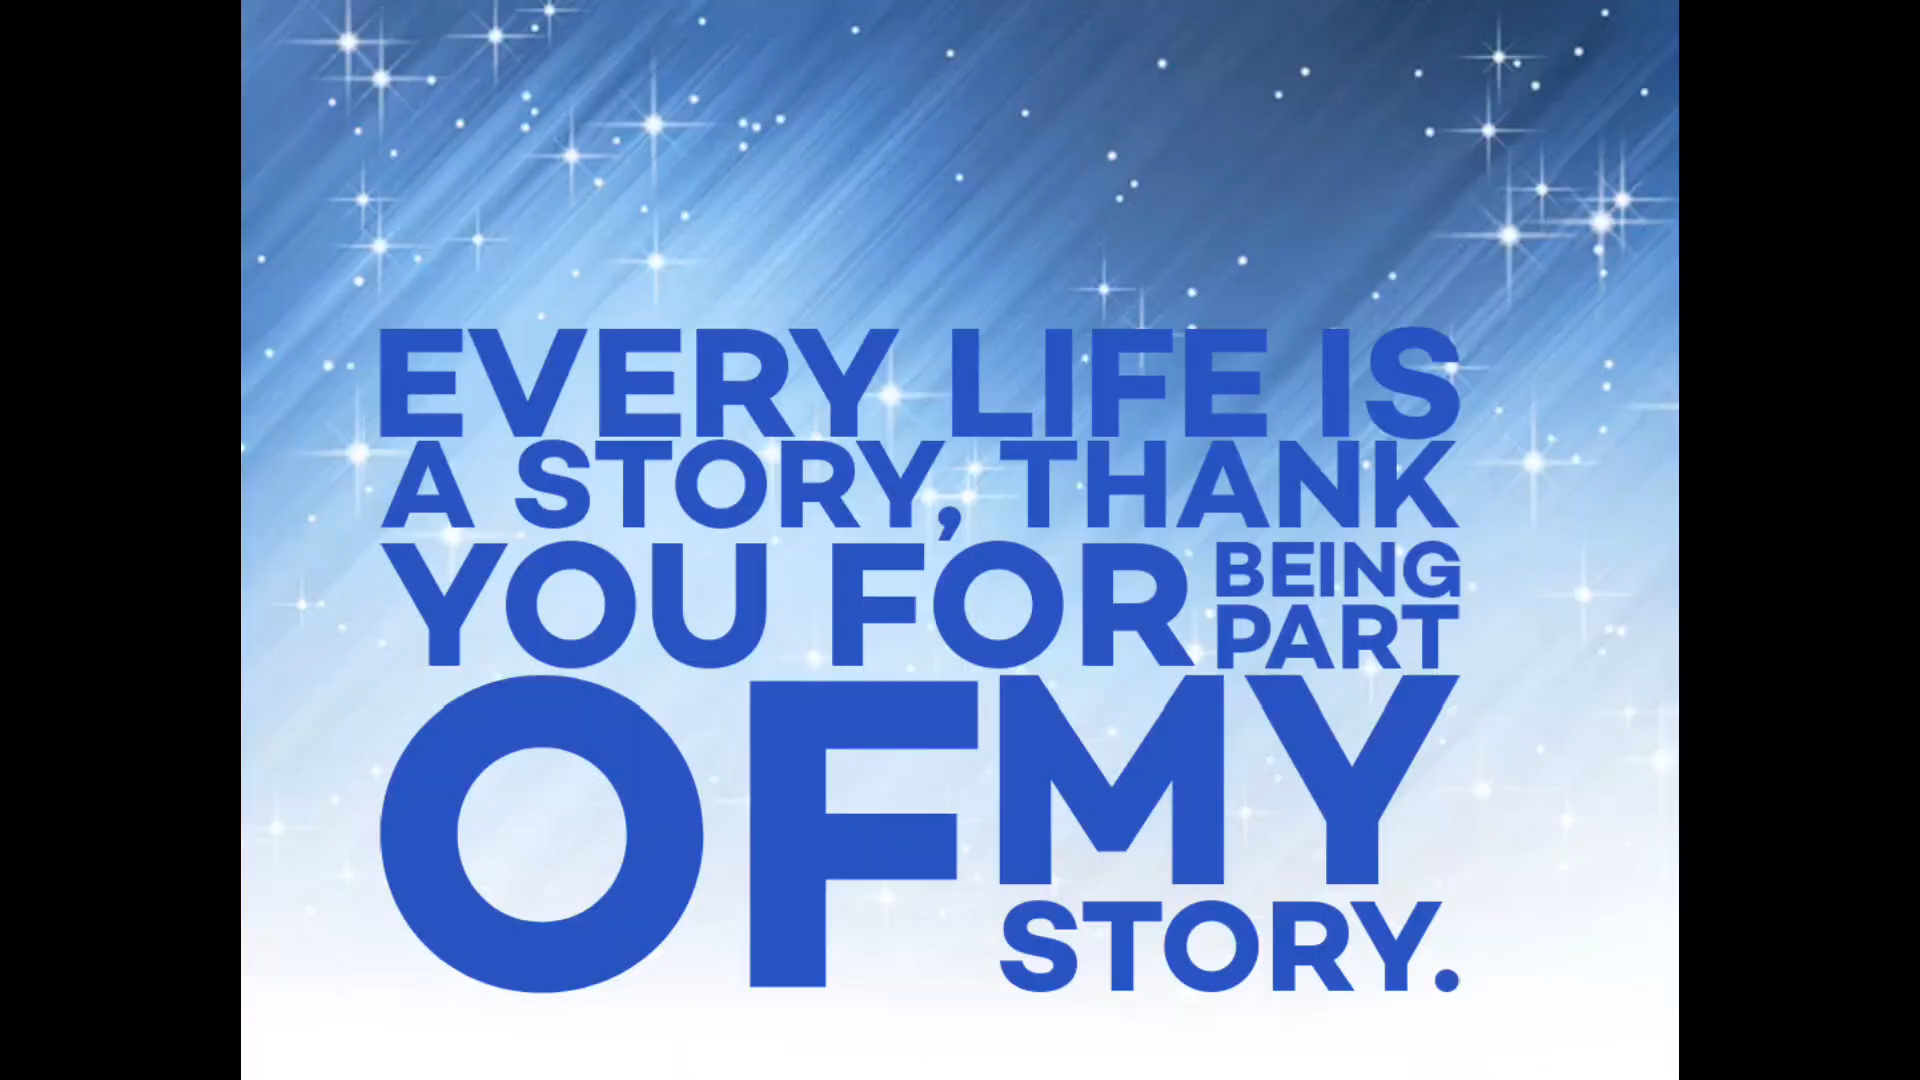 EVERY LIFE IS
A STORY, THANK
YOU FOR BEING PART
OF MY STORY.